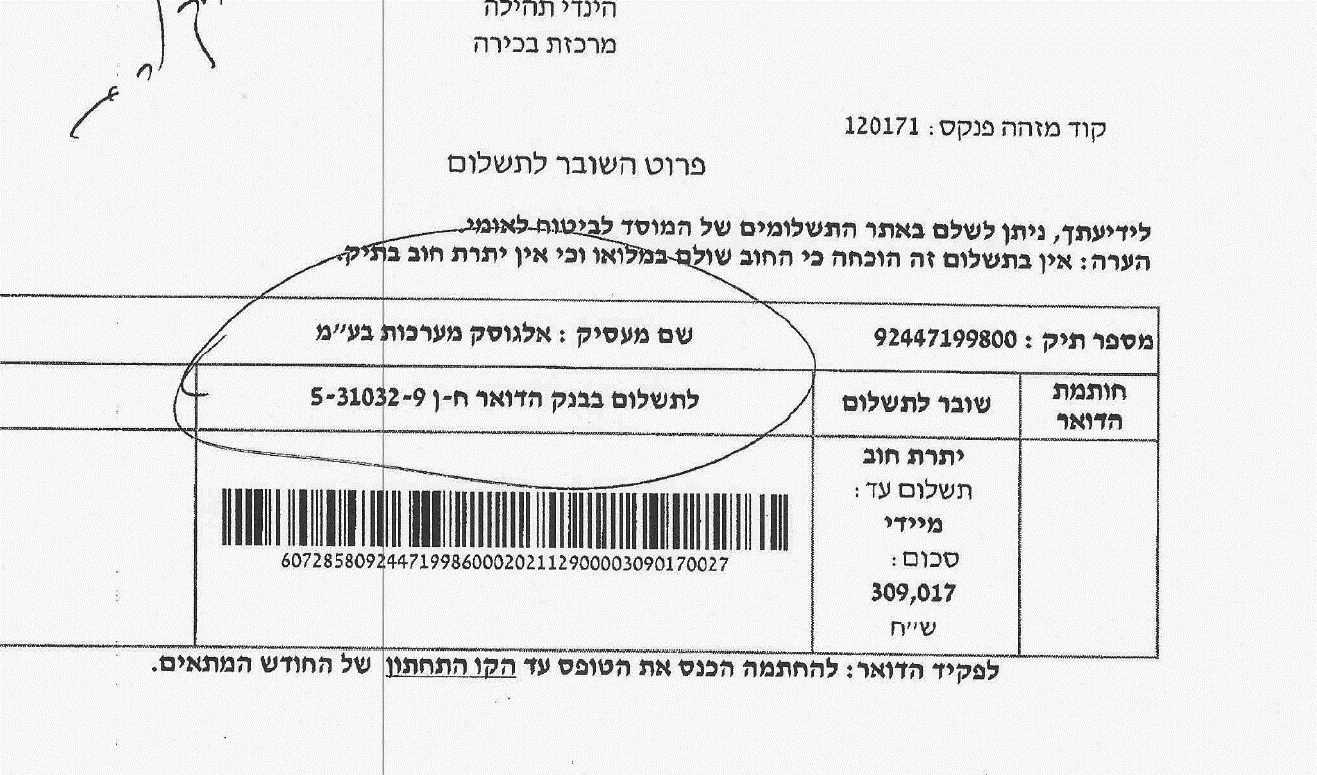 הינדי תהילה
מרכזת בכירה
קוד מזהה פנקס: 120171
פרוט השובר לתשלום
לידיעתך, ניתן לשלם באתר התשלומים של המוסד לביטוח לאומי.
הערה: אין בתשלום זה הוכחה כי החוב שולם במלואו וכי אין יתרת חוב בתיק.
מספר תיק : 92447199800 שם מעסיק : אלגוסק מערכות בע״מ
חותמת הדואר שובר לתשלום לתשלום בבנק הדואר ח-ן 5-31032-9
יתרת חוב
תשלום עד:
מיידי
סכום:
309,017
ש״ח
607285809244719986000202112900003090170027
לפקיד הדואר: להחתמה הכנס את הטופס עד הקו התחתון של החודש המתאים.